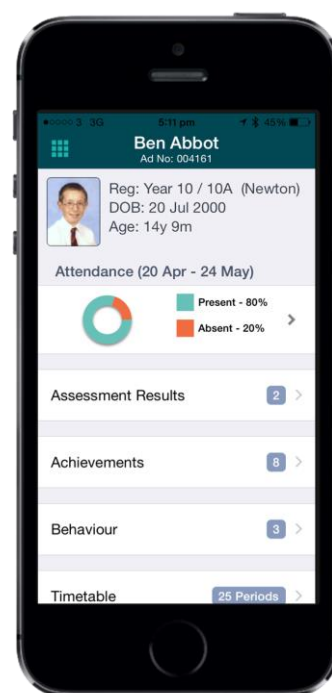 3 3G 5:11 pm 45%
Ben Abbot
Ad No: 004161
Reg: Year 10 / 10A (Newton)
DOB: 20 Jul 2000
Age: 14y 9m
Attendance (20 Apr - 24 May)
Present - 80%
Absent - 20%
Assessment Results 2
Achievements 8
Behaviour 3
Timetable 25 Periods